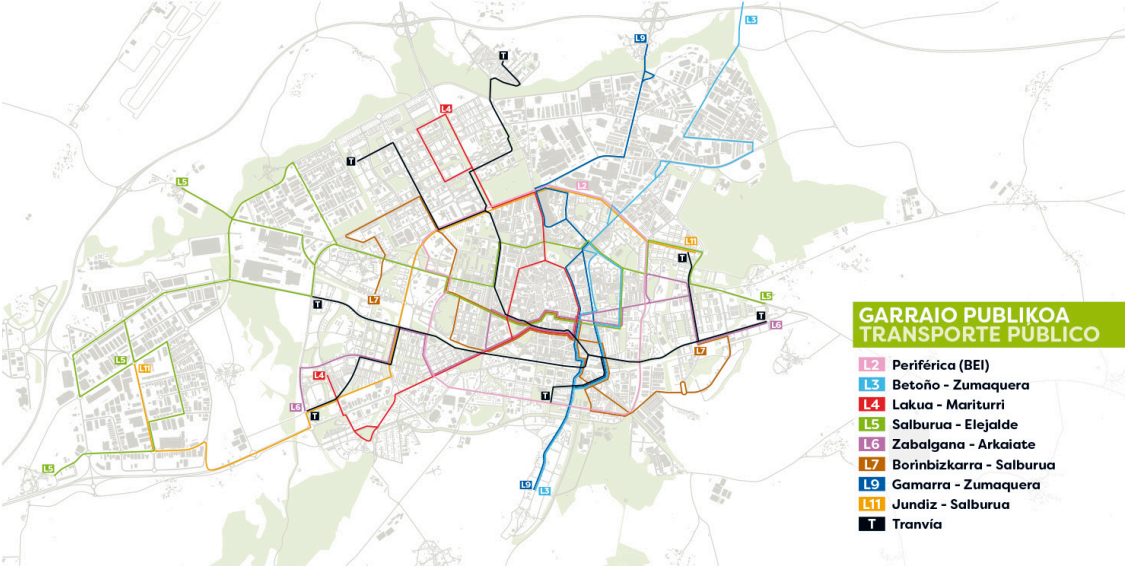 L3
L9
T
L4
T
L5
L2
L11
T
L7
T
L5
T
L6
L7
L5
L11
L4
L6
T
T
L5
L9
L3
GARRAIO PUBLIKOA
TRANSPORTE PÚBLICO
L2 Periférica (BEI)
L3 Betoño - Zumaquera
L4 Lakua - Mariturri
L5 Salburua - Elejalde
L6 Zabalgana - Arkaiate
L7 Borinbizkarra - Salburua
L9 Gamarra - Zumaquera
L11 Jundiz - Salburua
T Tranvía